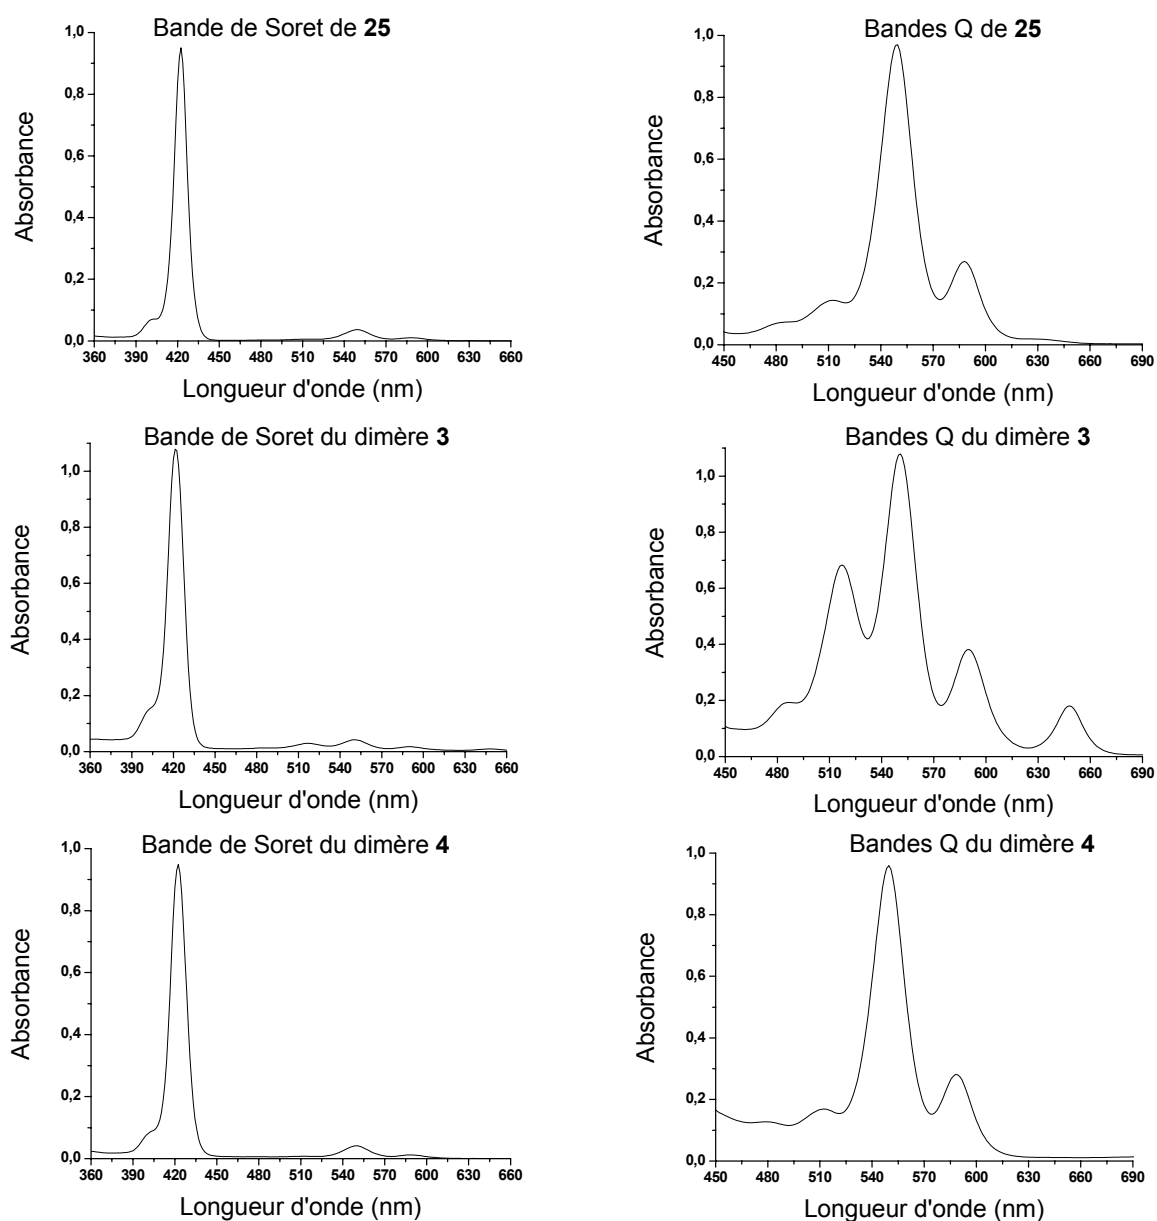 Bande de Soret de 25
Absorbance
1,0
0,8
0,6
0,4
0,2
0,0
360 390 420 450 480 510 540 570 600 630 660
Longueur d'onde (nm)
Bandes Q de 25
Absorbance
1,0
0,8
0,6
0,4
0,2
0,0
450 480 510 540 570 600 630 660 690
Longueur d'onde (nm)
Bande de Soret du dimère 3
Absorbance
1,0
0,8
0,6
0,4
0,2
0,0
360 390 420 450 480 510 540 570 600 630 660
Longueur d'onde (nm)
Bandes Q du dimère 3
Absorbance
1,0
0,8
0,6
0,4
0,2
0,0
450 480 510 540 570 600 630 660 690
Longueur d'onde (nm)
Bande de Soret du dimère 4
Absorbance
1,0
0,8
0,6
0,4
0,2
0,0
360 390 420 450 480 510 540 570 600 630 660
Longueur d'onde (nm)
Bandes Q du dimère 4
Absorbance
1,0
0,8
0,6
0,4
0,2
0,0
450 480 510 540 570 600 630 660 690
Longueur d'onde (nm)